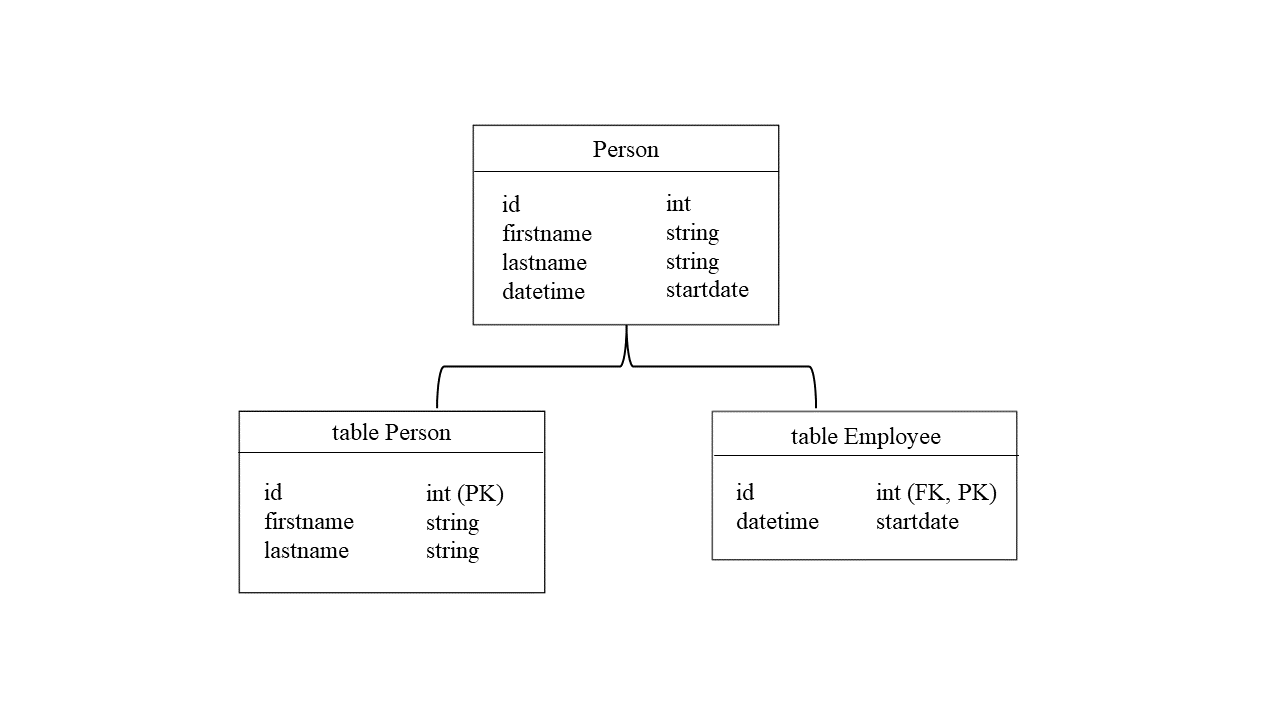 Person
id int
firstname string
lastname string
datetime startdate
table Person
id int (PK)
firstname string
lastname string
table Employee
id int (FK, PK)
datetime startdate